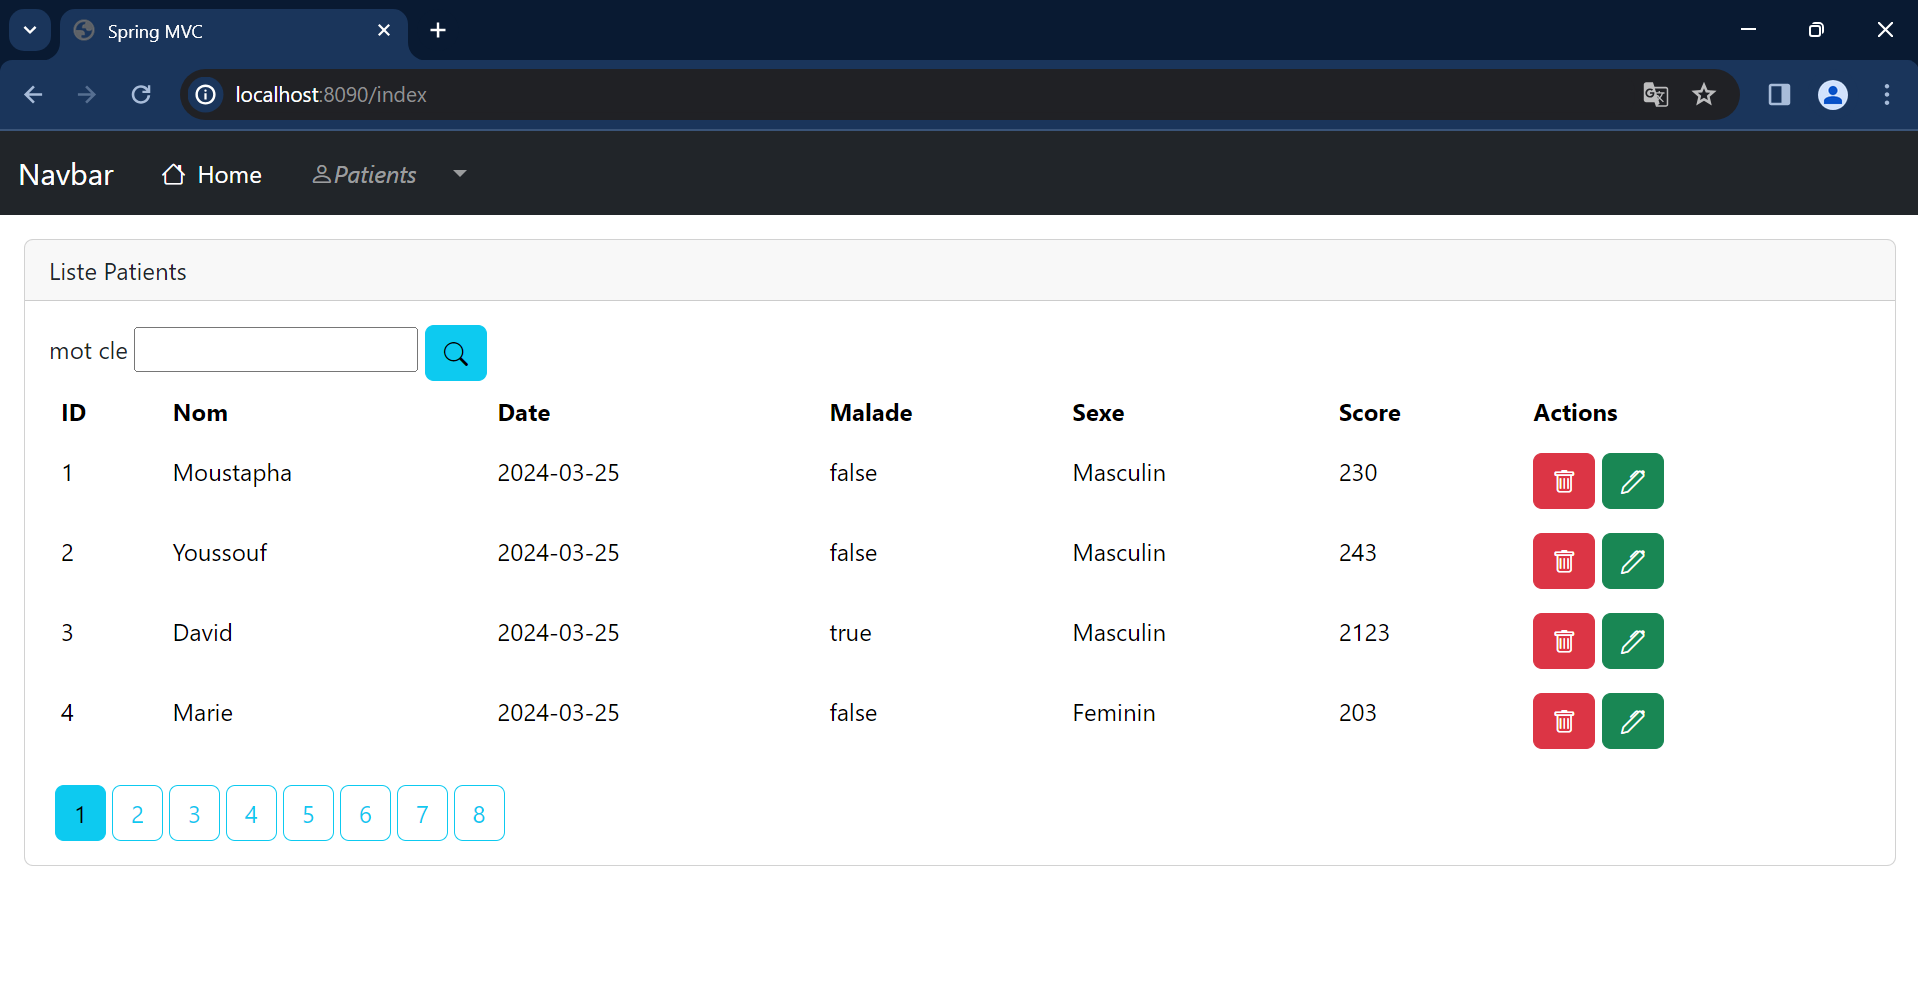 Spring MVC
localhost:8090/index
Navbar Home Patients
Liste Patients
mot cle
ID Nom Date Malade Sexe Score Actions
1 Moustapha 2024-03-25 false Masculin 230
2 Youssouf 2024-03-25 false Masculin 243
3 David 2024-03-25 true Masculin 2123
4 Marie 2024-03-25 false Feminin 203
1 2 3 4 5 6 7 8